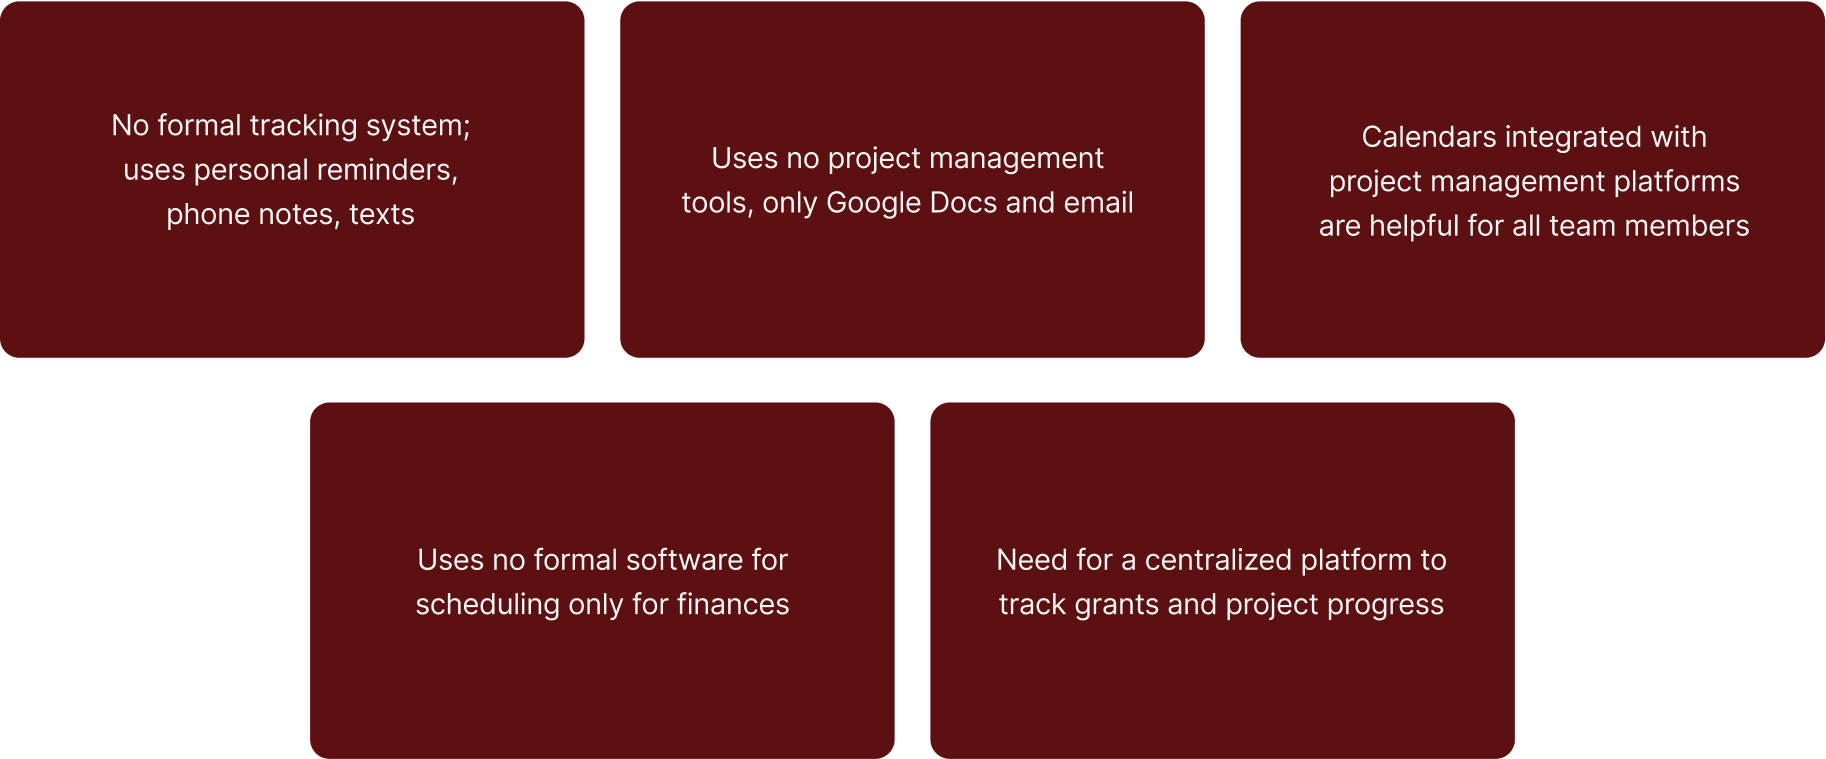 No formal tracking system;
uses personal reminders,
phone notes, texts
Uses no project management
tools, only Google Docs and email
Calendars integrated with
project management platforms
are helpful for all team members
Uses no formal software for
scheduling only for finances
Need for a centralized platform to
track grants and project progress